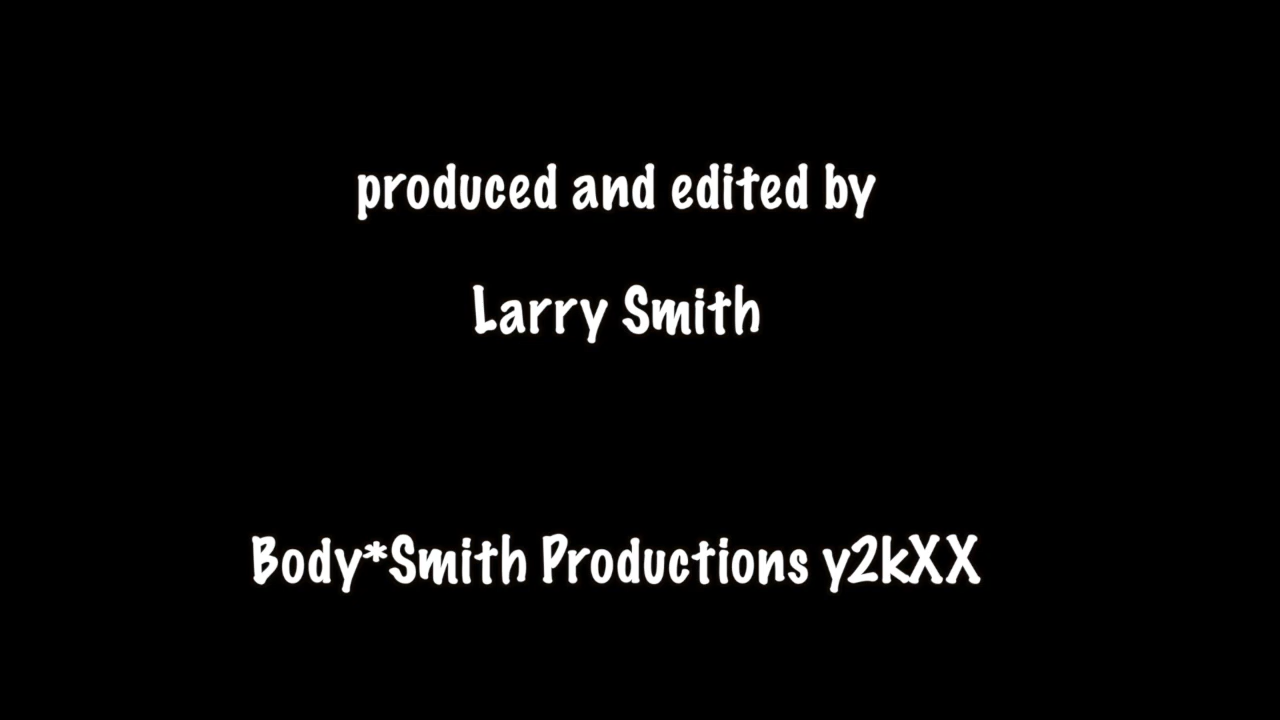 produced and edited by
Larry Smith
Body*Smith Productions y2kXX